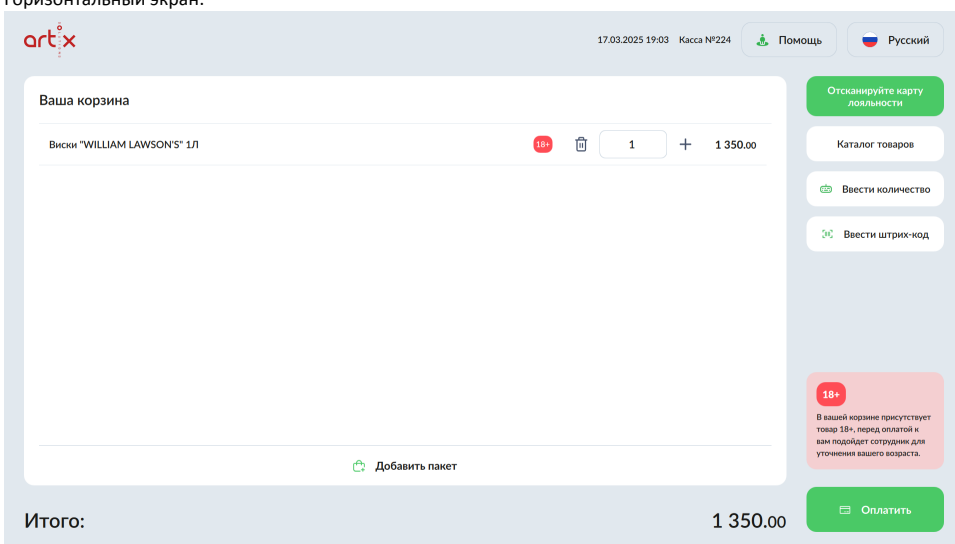 Горизонтальный экран:
artix
17.03.2025 19:03 Касса №224 Помощь Русский
Ваша корзина
Виски "WILLIAM LAWSON'S" 1Л 18+ 1 1 350.00
Добавить пакет
Итого: 1 350.00
Отсканируйте карту
лояльности
Каталог товаров
Ввести количество
Ввести штрих-код
18+
В вашей корзине присутствует
товар 18+, перед оплатой к
вам подойдет сотрудник для
уточнения вашего возраста.
Оплатить